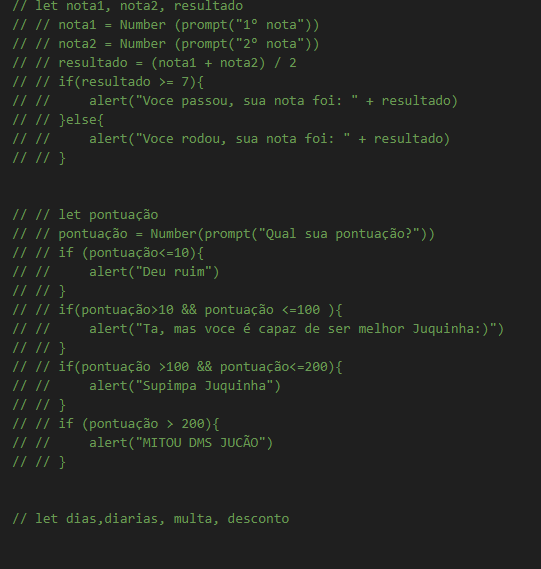 // let nota1, nota2, resultado
// // nota1 = Number (prompt("1º nota"))
// // nota2 = Number (prompt("2º nota"))
// // resultado = (nota1 + nota2) / 2
// // if(resultado >= 7){
// //     alert("Voce passou, sua nota foi: " + resultado)
// // }else{
// //     alert("Voce rodou, sua nota foi: " + resultado)
// // }
// // let pontuação
// // pontuação = Number(prompt("Qual sua pontuação?"))
// // if (pontuação<=10){
// //     alert("Deu ruim")
// // }
// // if(pontuação>10 && pontuação <=100 ){
// //     alert("Ta, mas voce é capaz de ser melhor Juquinha:)")
// // }
// // if(pontuação >100 && pontuação<=200){
// //     alert("Supimpa Juquinha")
// // }
// // if (pontuação > 200){
// //     alert("MITOU DMS JUCÃO")
// // }
// let dias,diarias, multa, desconto